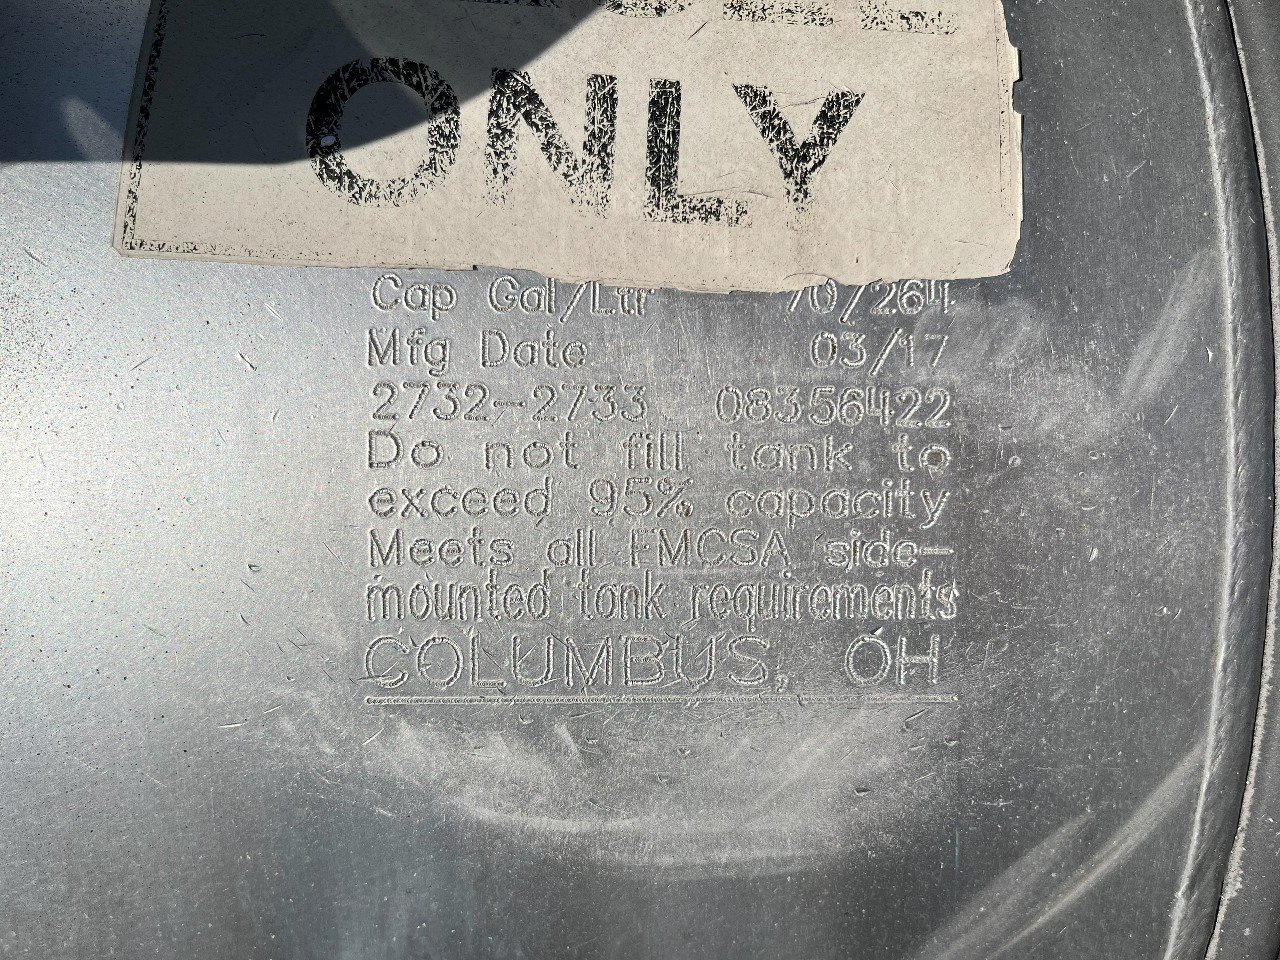 ONLY
Cap Gal/Ltr 70/264
Mfg Date 03/17
2732-2733 08356422
Do not fill tank to
exceed 95% capacity
Meets all FMCSA side-
mounted tank requirements
COLUMBUS, OH